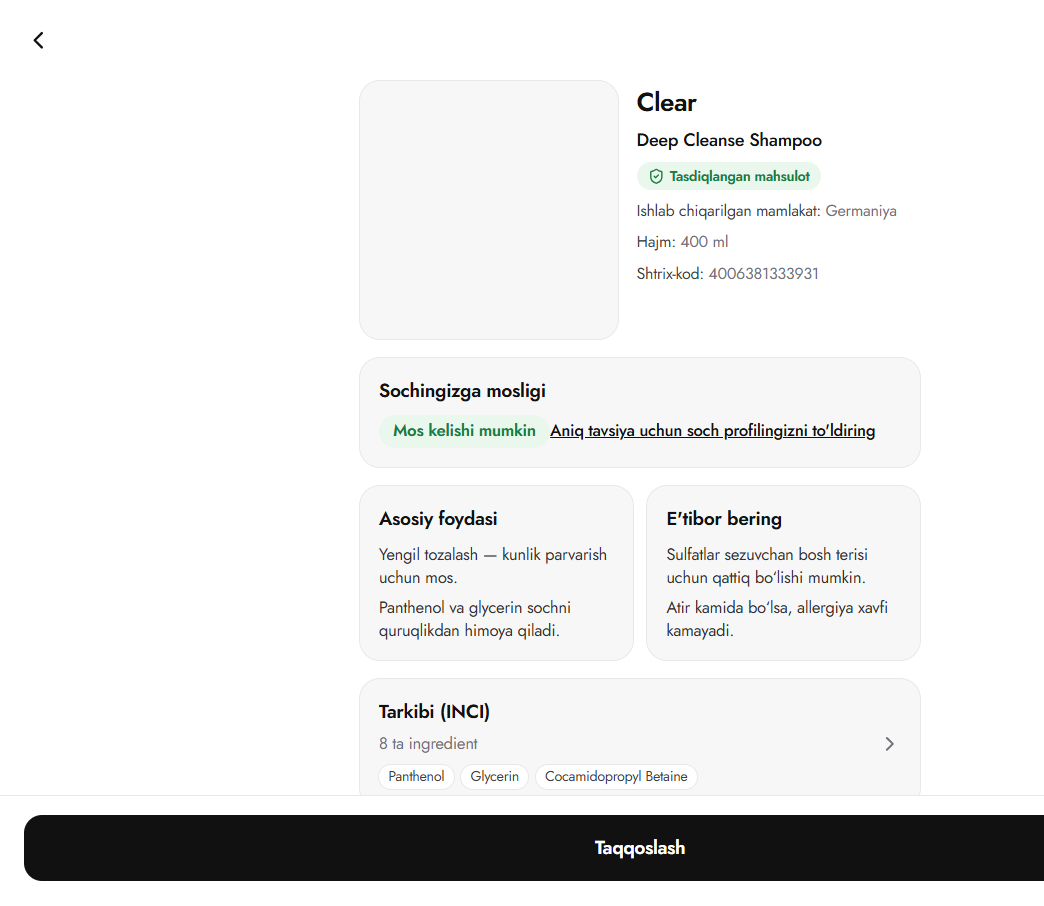 Clear
Deep Cleanse Shampoo
Tasdiqlangan mahsulot
Ishlab chiqarilgan mamlakat: Germaniya
Hajm: 400 ml
Shtrix-kod: 4006381333931
Sochingizga mosligi
Mos kelishi mumkin Aniq tavsiya uchun soch profilingizni to'ldiring
Asosiy foydasi
Yengil tozalash — kunlik parvarish
uchun mos.
Panthenol va glycerin sochni
quruqlikdan himoya qiladi.
E'tibor bering
Sulfatlar sezuvchan bosh terisi
uchun qattiq bo‘lishi mumkin.
Atir kamida bo‘lsa, allergiya xavfi
kamayadi.
Tarkibi (INCI)
8 ta ingredient
Panthenol Glycerin Cocamidopropyl Betaine
Taqqoslash